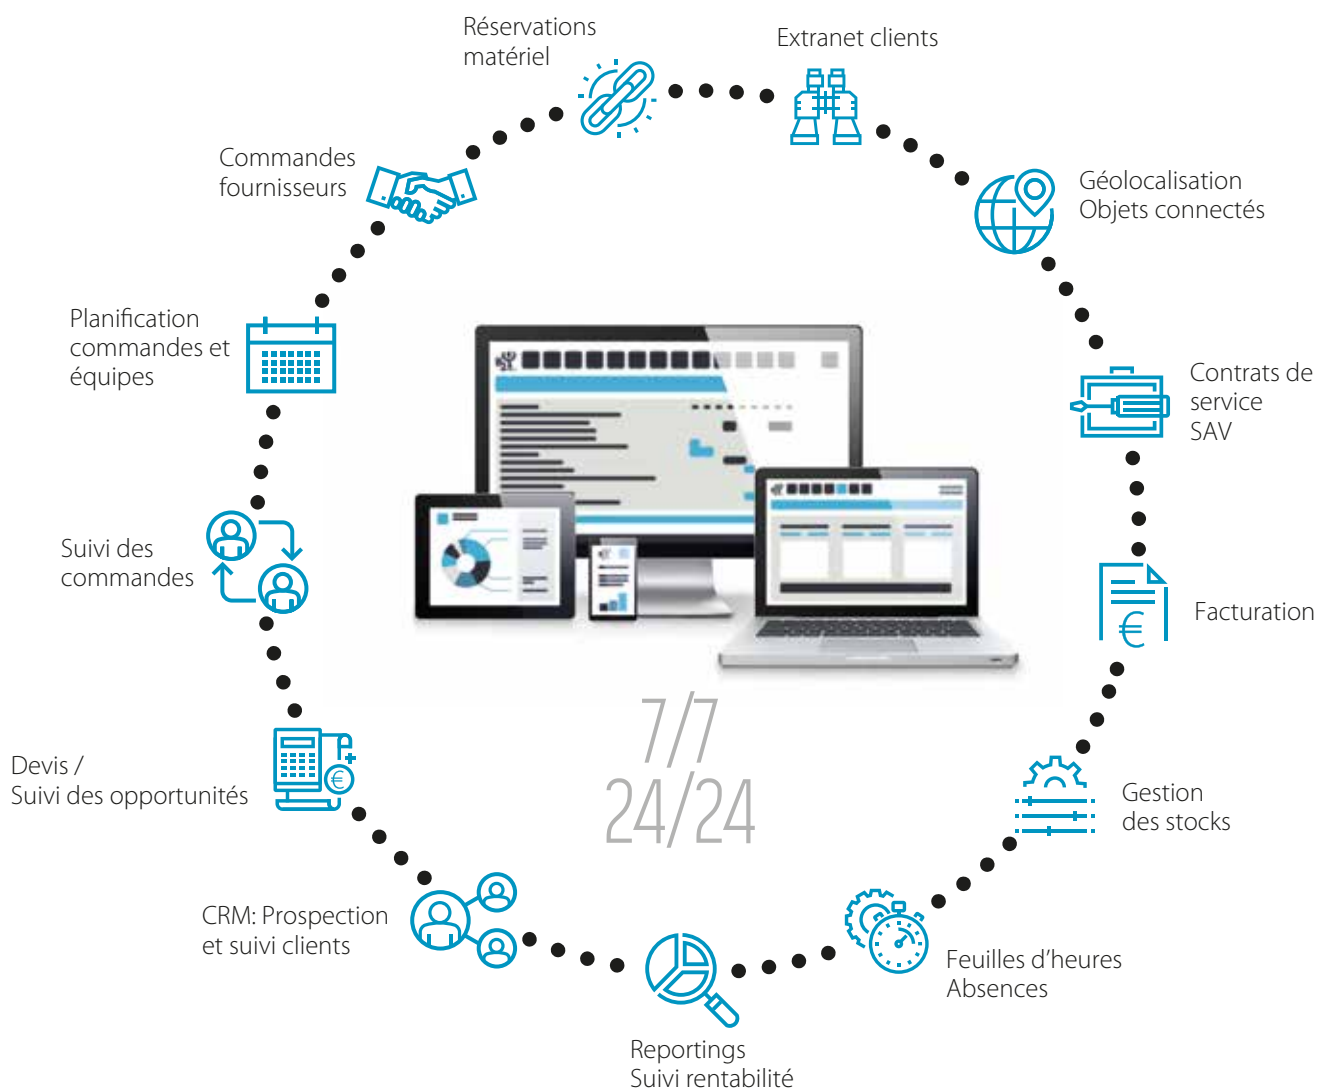 Réservations
matériel
Extranet clients
Commandes
fournisseurs
Géolocalisation
Objets connectés
Planification
commandes et
équipes
Contrats de
service
SAV
Suivi des
commandes
€
Facturation
7/7
24/24
Devis /
Suivi des opportunités
€
Gestion
des stocks
CRM: Prospection
et suivi clients
Feuilles d’heures
Absences
Reportings
Suivi rentabilité